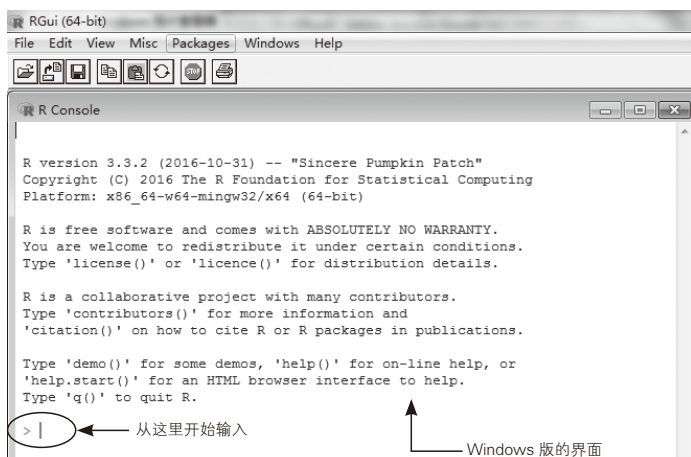 RGui (64-bit)
File Edit View Misc Packages Windows Help
STOP
R Console
R version 3.3.2 (2016-10-31) -- "Sincere Pumpkin Patch"
Copyright (C) 2016 The R Foundation for Statistical Computing
Platform: x86_64-w64-mingw32/x64 (64-bit)
R is free software and comes with ABSOLUTELY NO WARRANTY.
You are welcome to redistribute it under certain conditions.
Type 'license()' or 'licence()' for distribution details.
R is a collaborative project with many contributors.
Type 'contributors()' for more information and
'citation()' on how to cite R or R packages in publications.
Type 'demo()' for some demos, 'help()' for on-line help, or
'help.start()' for an HTML browser interface to help.
Type 'q()' to quit R.
> |
从这里开始输入
Windows 版的界面